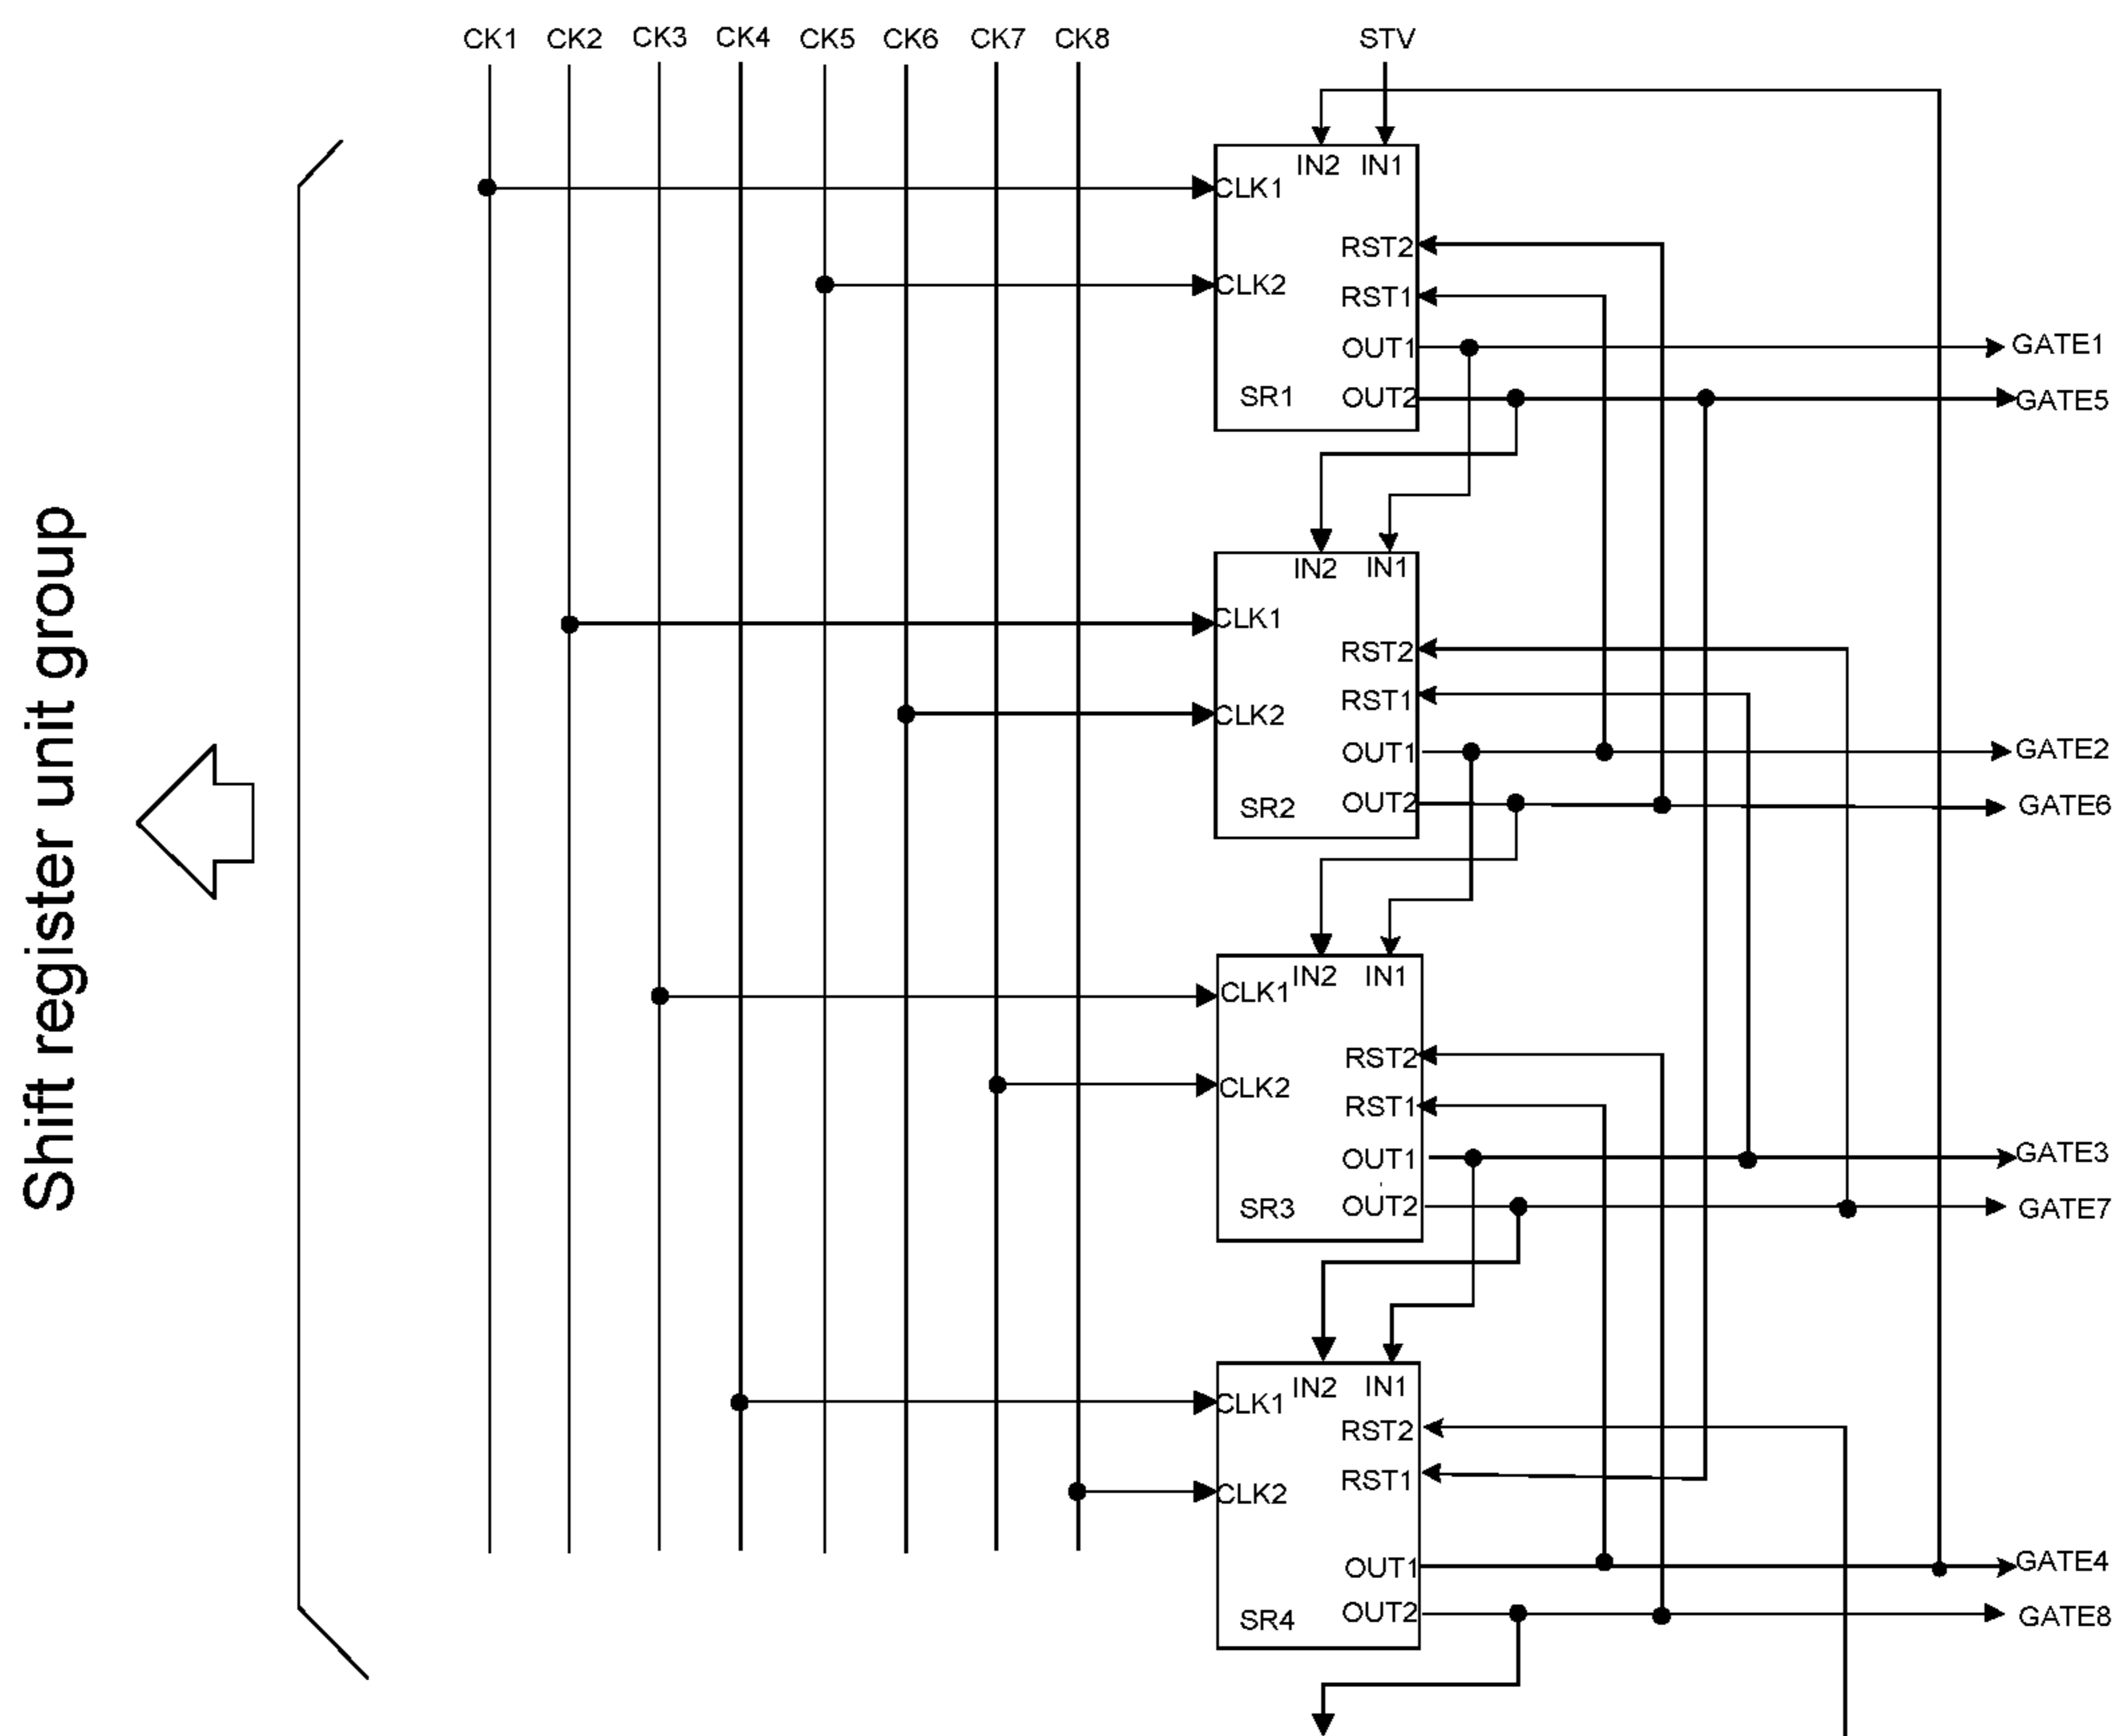 CK1 CK2 CK3 CK4 CK5 CK6 CK7 CK8 STV
Shift register unit group
IN2 IN1
CLK1
RST2
CLK2
RST1
OUT1 GATE1
SR1 OUT2 GATE5
IN2 IN1
CLK1
RST2
RST1
CLK2
OUT1 GATE2
SR2 OUT2 GATE6
IN2 IN1
CLK1
RST2
CLK2
RST1
OUT1 GATE3
SR3 OUT2 GATE7
IN2 IN1
CLK1
RST2
RST1
CLK2
OUT1 GATE4
SR4 OUT2 GATE8